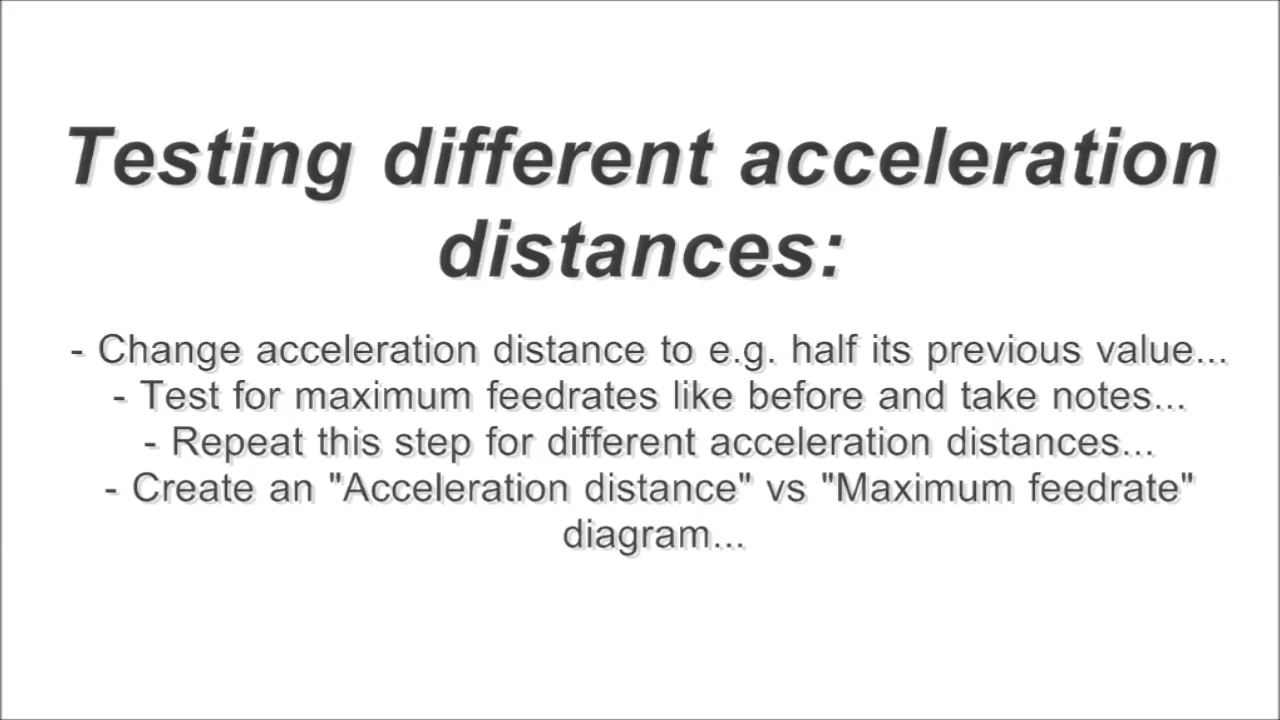 Testing different acceleration
distances:
- Change acceleration distance to e.g. half its previous value...
- Test for maximum feedrates like before and take notes...
- Repeat this step for different acceleration distances...
- Create an "Acceleration distance" vs "Maximum feedrate"
diagram...